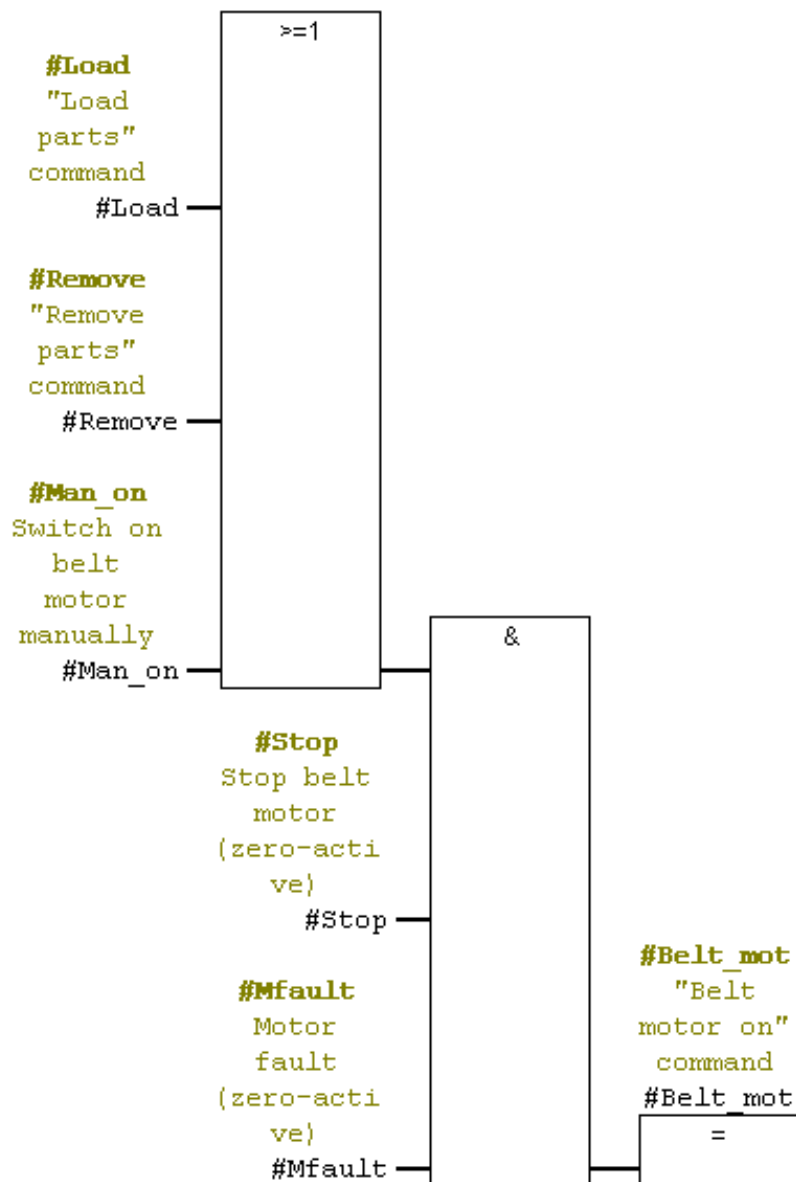 >=1
#Load
"Load
parts"
command
#Load
#Remove
"Remove
parts"
command
#Remove
#Man_on
Switch on
belt
motor
manually
#Man_on
&
#Stop
Stop belt
motor
(zero-acti
ve)
#Stop
#Mfault
Motor
fault
(zero-acti
ve)
#Mfault
#Belt_mot
"Belt
motor on"
command
#Belt_mot
=